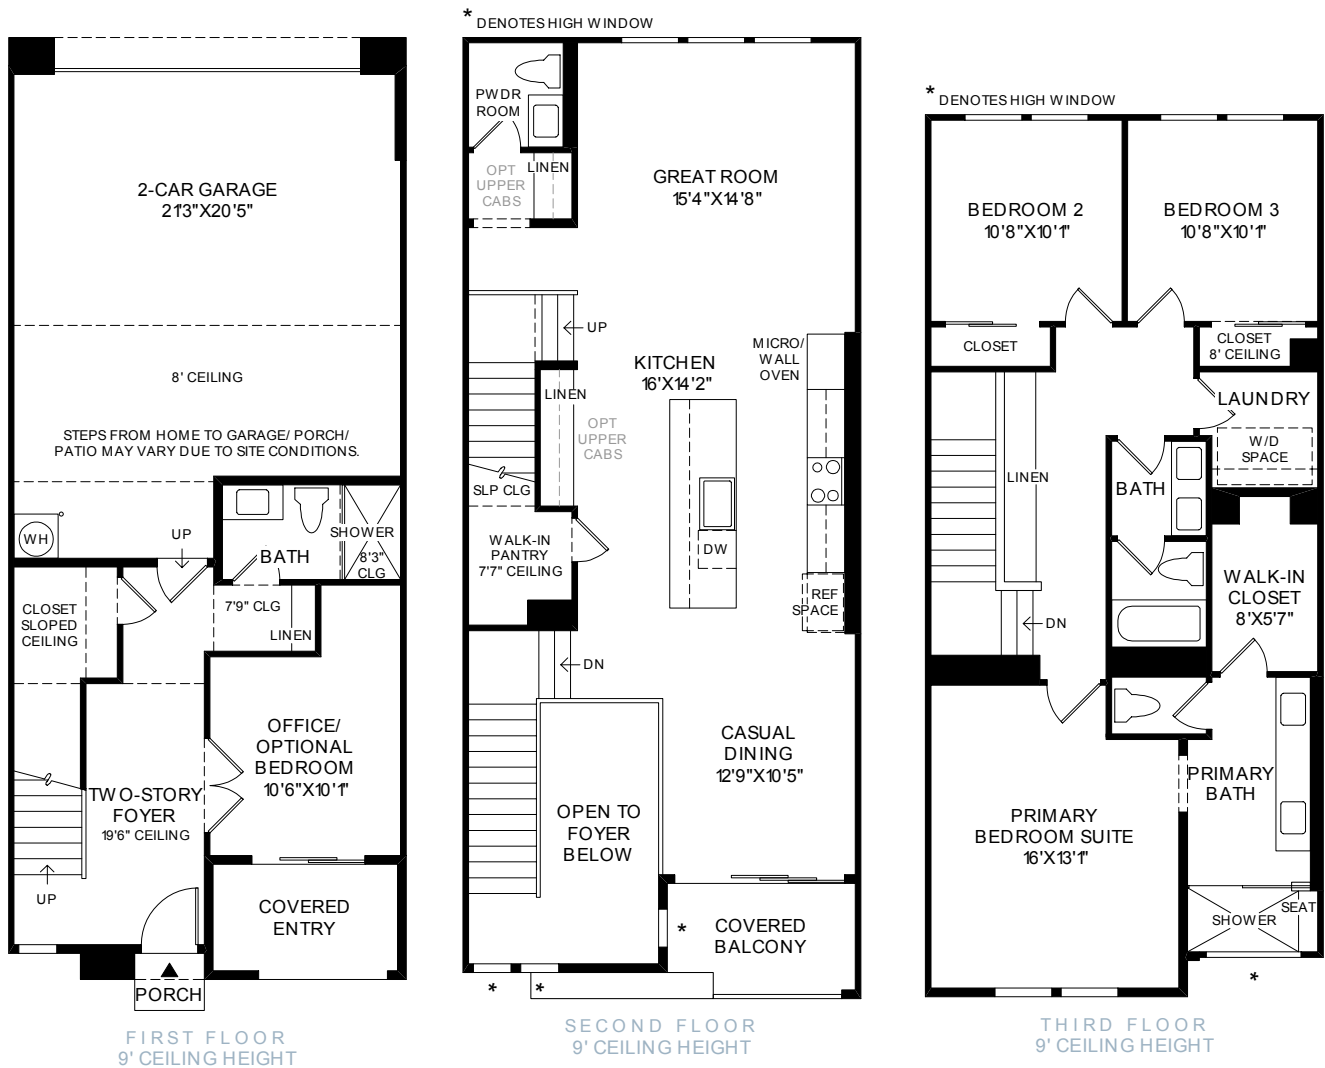 2-CAR GARAGE
21'3"X20'5"
8' CEILING
STEPS FROM HOME TO GARAGE/ PORCH/
PATIO MAY VARY DUE TO SITE CONDITIONS.
WH
UP
BATH
SHOWER
8'3"
CLG
CLOSET
SLOPED
CEILING
7'9" CLG
LINEN
OFFICE/
OPTIONAL
BEDROOM
10'6"X10'1"
TWO-STORY
FOYER
19'6" CEILING
UP
COVERED
ENTRY
PORCH
FIRST FLOOR
9' CEILING HEIGHT
* DENOTES HIGH WINDOW
PWDR
ROOM
OPT
UPPER
CABS
LINEN
GREAT ROOM
15'4"X14'8"
UP
KITCHEN
16'X14'2"
MICRO/
WALL
OVEN
LINEN
OPT
UPPER
CABS
SLP CLG
WALK-IN
PANTRY
7'7" CEILING
DW
REF
SPACE
DN
CASUAL
DINING
12'9"X10'5"
OPEN TO
FOYER
BELOW
COVERED
BALCONY
*
*
*
SECOND FLOOR
9' CEILING HEIGHT
* DENOTES HIGH WINDOW
BEDROOM 2
10'8"X10'1"
BEDROOM 3
10'8"X10'1"
CLOSET
CLOSET
8' CEILING
LAUNDRY
W/D
SPACE
LINEN
BATH
WALK-IN
CLOSET
8'X5'7"
DN
PRIMARY
BATH
PRIMARY
BEDROOM SUITE
16'X13'1"
SEAT
SHOWER
*
THIRD FLOOR
9' CEILING HEIGHT